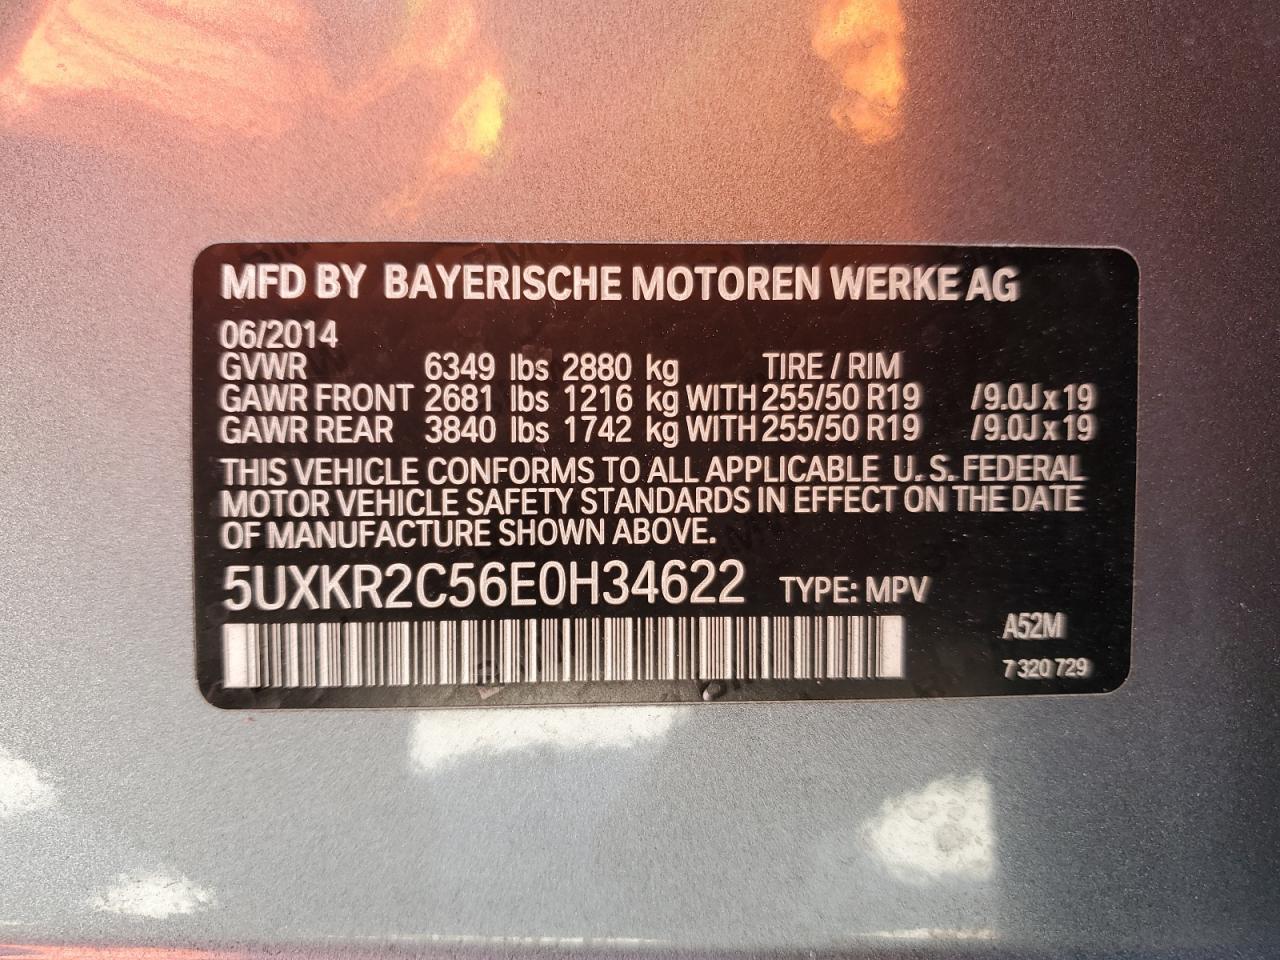 MFD BY BAYERISCHE MOTOREN WERKE AG
06/2014
GVWR 6349 lbs 2880 kg TIRE / RIM
GAWR FRONT 2681 lbs 1216 kg WITH 255/50 R19 /9.0J x 19
GAWR REAR 3840 lbs 1742 kg WITH 255/50 R19 /9.0J x 19
THIS VEHICLE CONFORMS TO ALL APPLICABLE U. S. FEDERAL
MOTOR VEHICLE SAFETY STANDARDS IN EFFECT ON THE DATE
OF MANUFACTURE SHOWN ABOVE.
5UXKR2C56E0H34622 TYPE: MPV
A52M
7 320 729